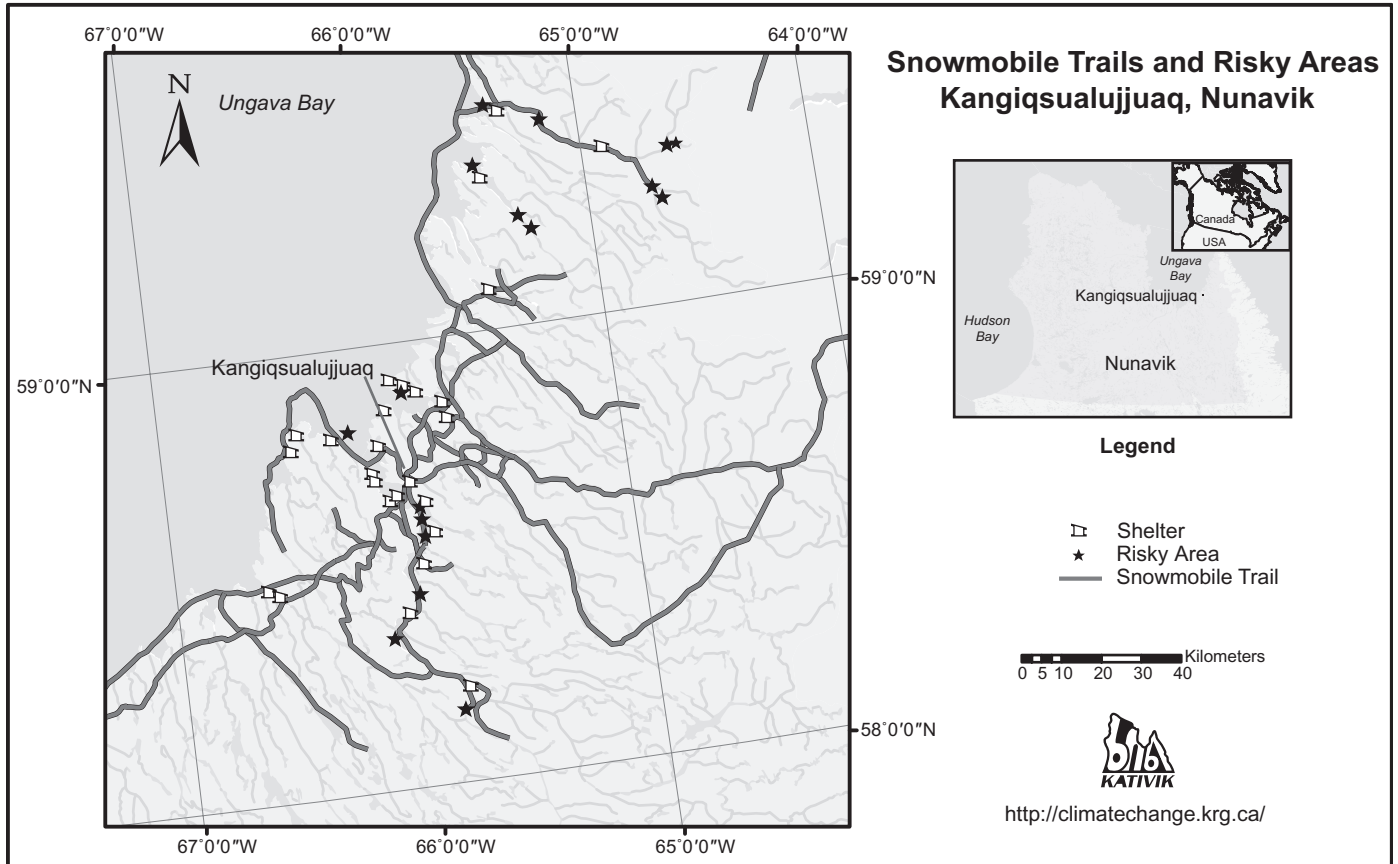 67˚0′0″W
66˚0′0″W
65˚0′0″W
64˚0′0″W
N
Ungava Bay
59˚0′0″N
Kangiqsualujjuaq
59˚0′0″N
58˚0′0″N
67˚0′0″W
66˚0′0″W
65˚0′0″W
Snowmobile Trails and Risky Areas
Kangiqsualujjuaq, Nunavik
Canada
USA
Ungava
Bay
Kangiqsualujjuaq
Hudson
Bay
Nunavik
Legend
Shelter
Risky Area
Snowmobile Trail
Kilometers
0 5 10 20 30 40
KATIVIK
http://climatechange.krg.ca/